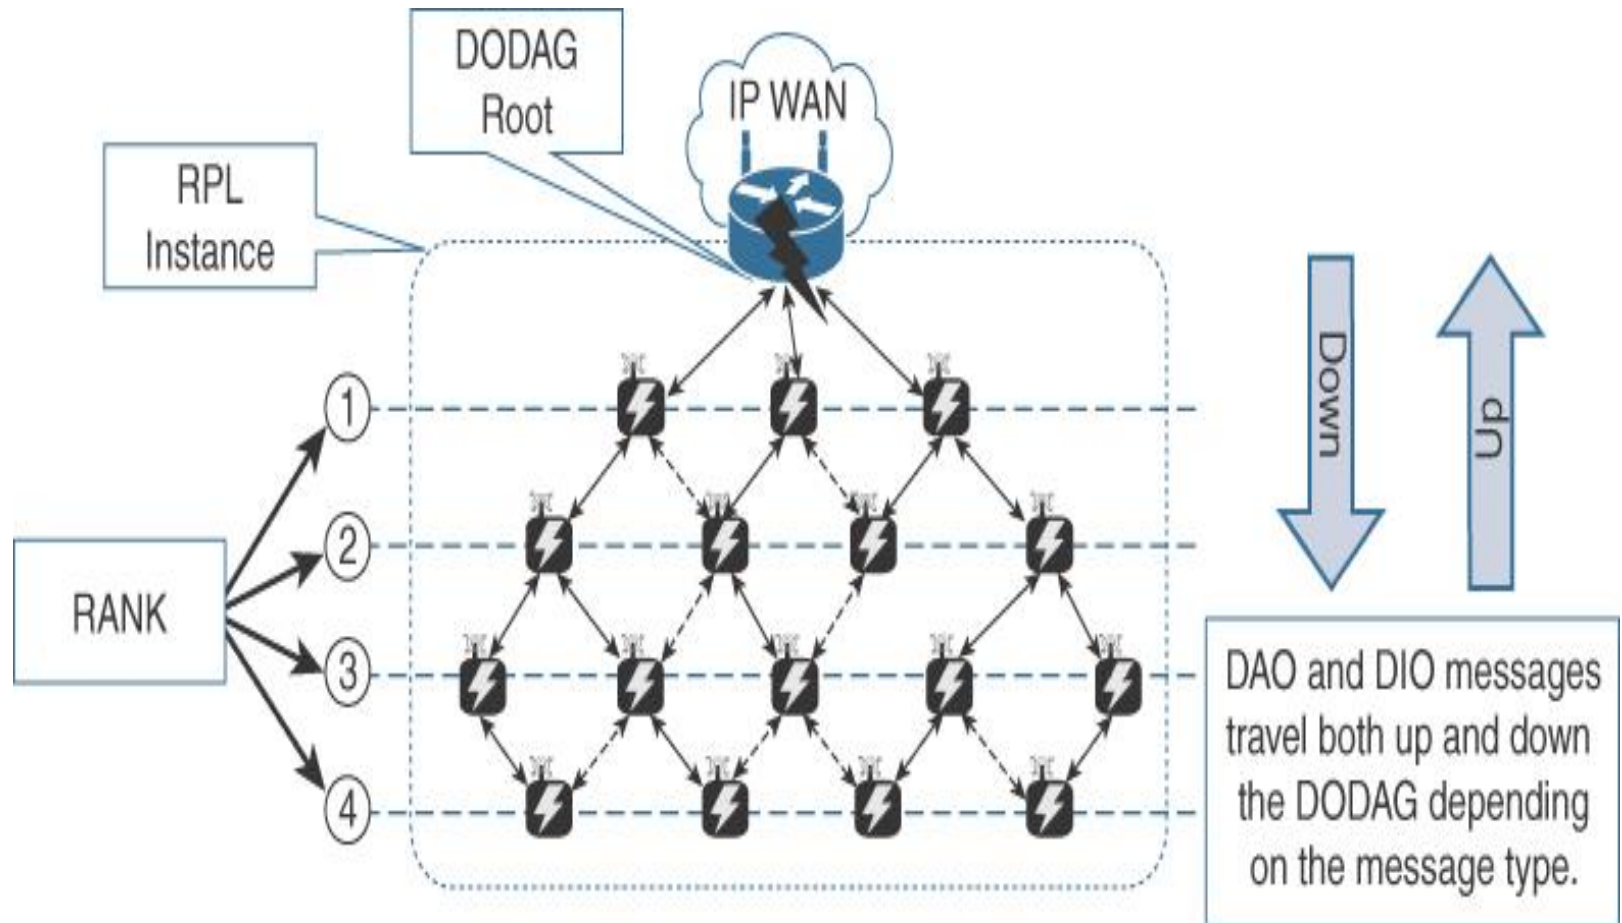 DODAG
Root
IP WAN
RPL
Instance
Down
Up
1
2
RANK
3
4
DAO and DIO messages
travel both up and down
the DODAG depending
on the message type.